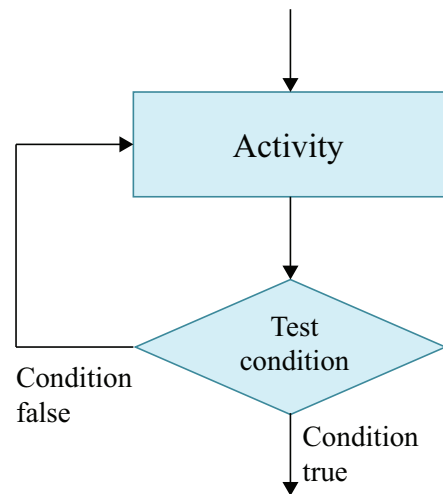 Activity
Test
condition
Condition
false
Condition
true